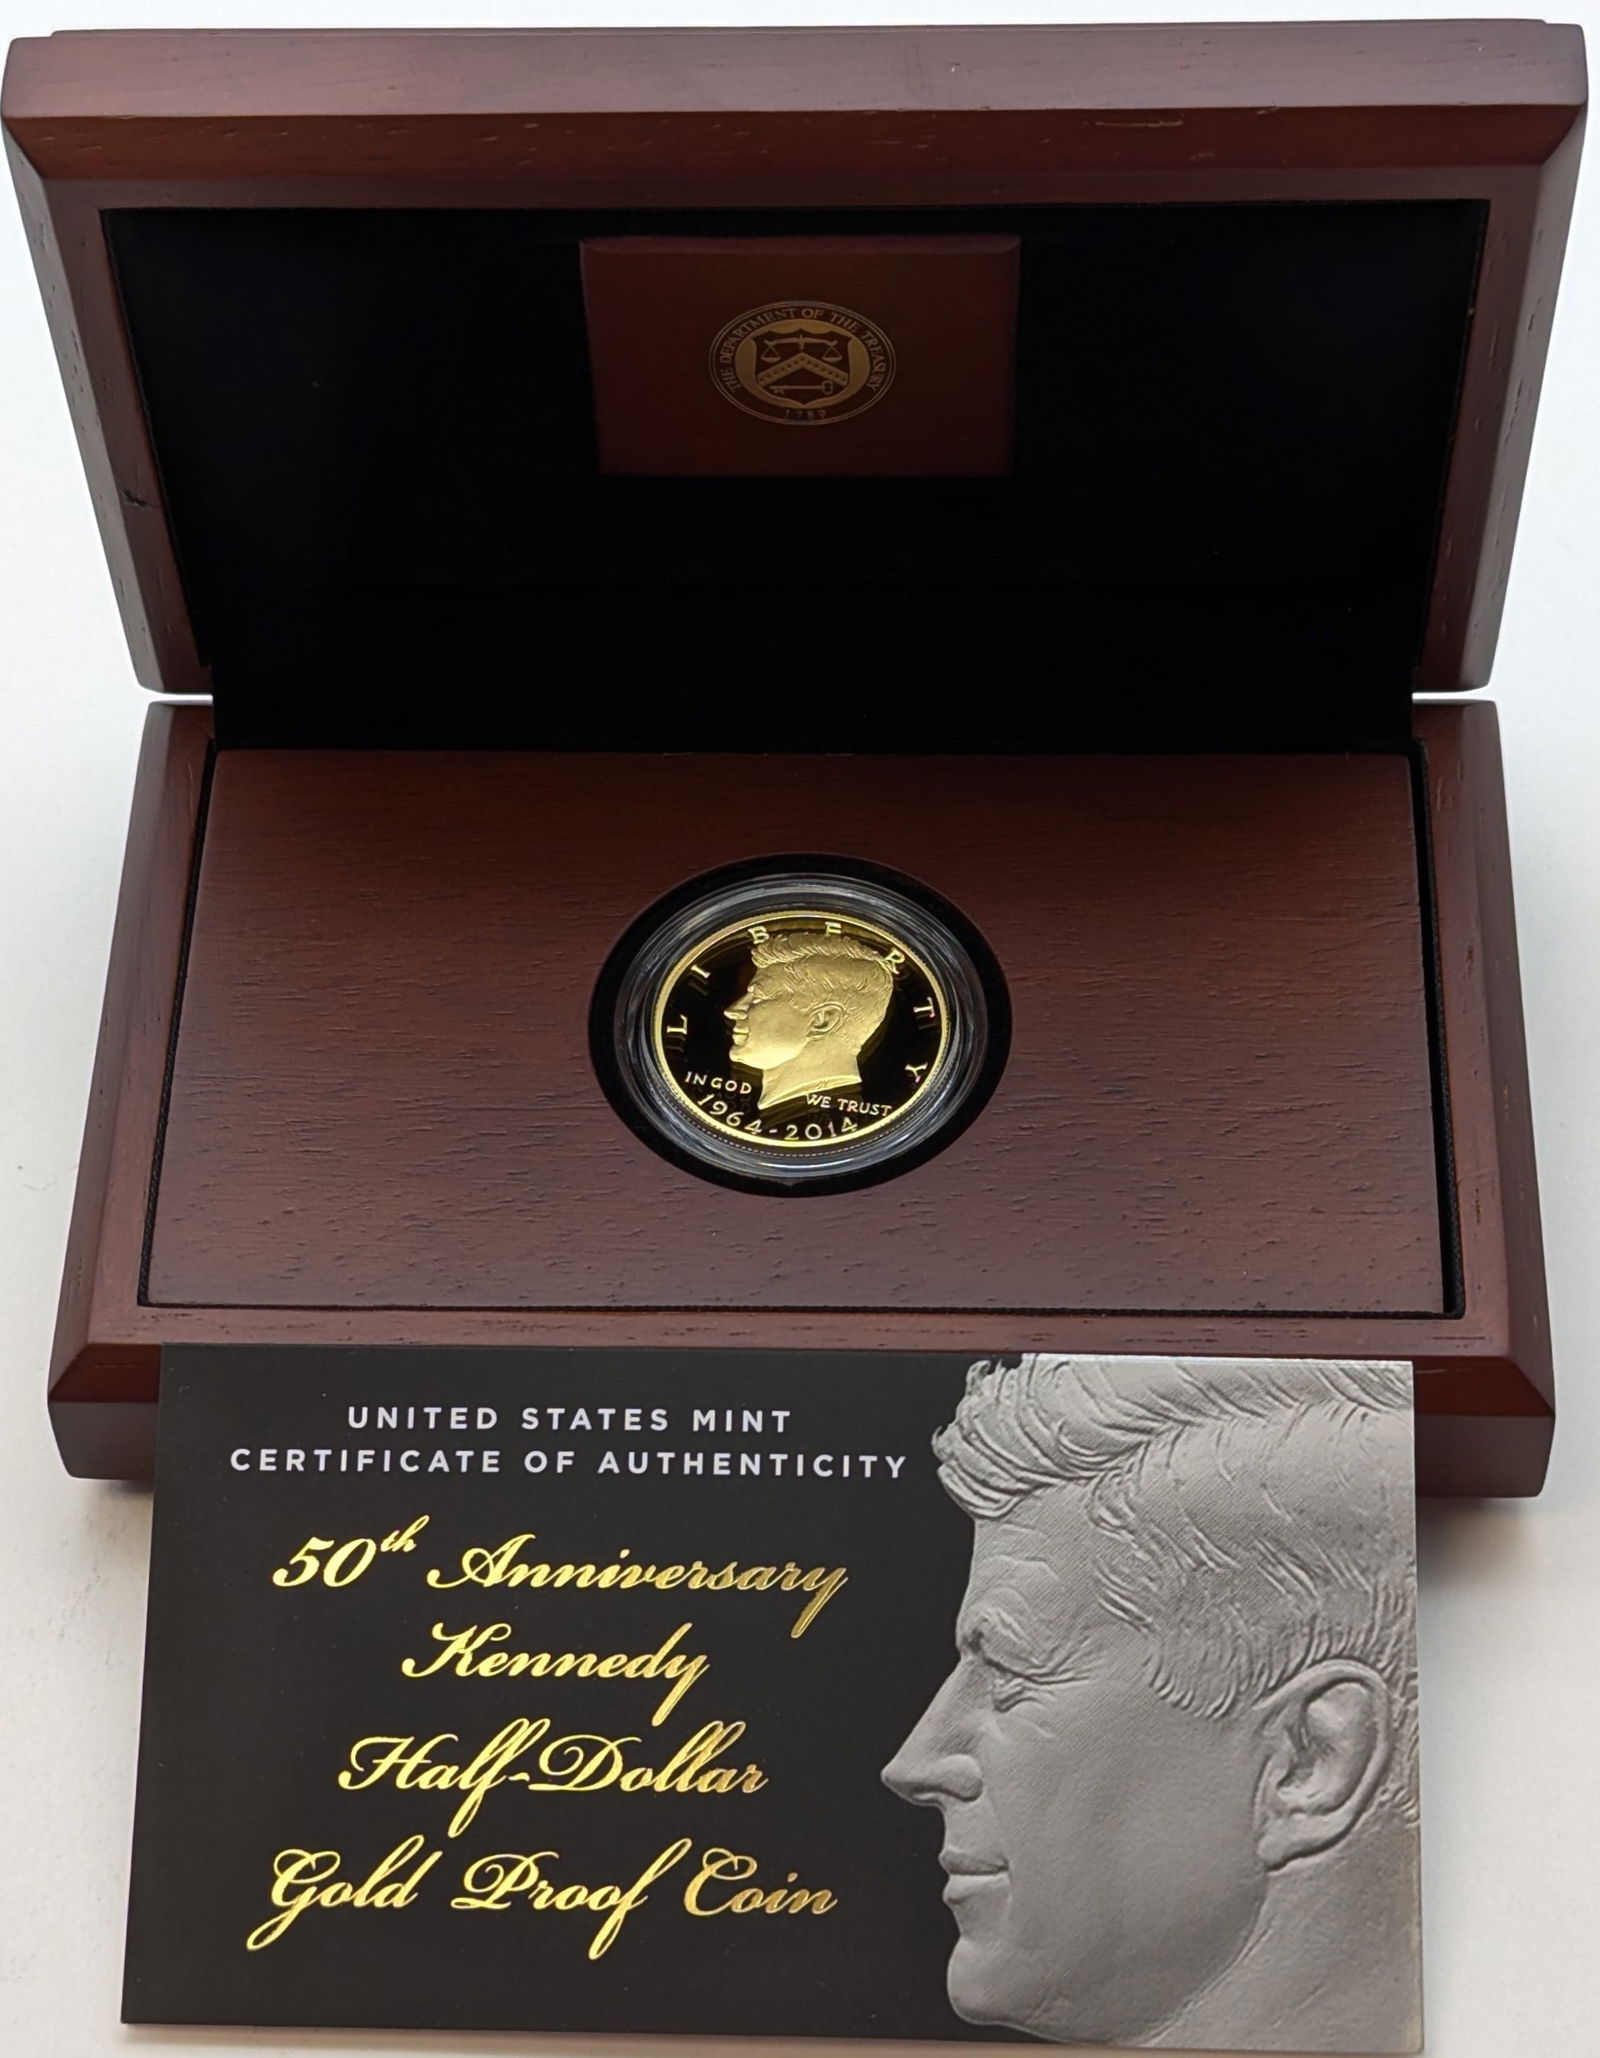 THE DEPARTMENT OF THE TREASURY
1789
LIBERTY
IN GOD WE TRUST
1964-2014
UNITED STATES MINT
CERTIFICATE OF AUTHENTICITY
50th Anniversary
Kennedy
Half-Dollar
Gold Proof Coin